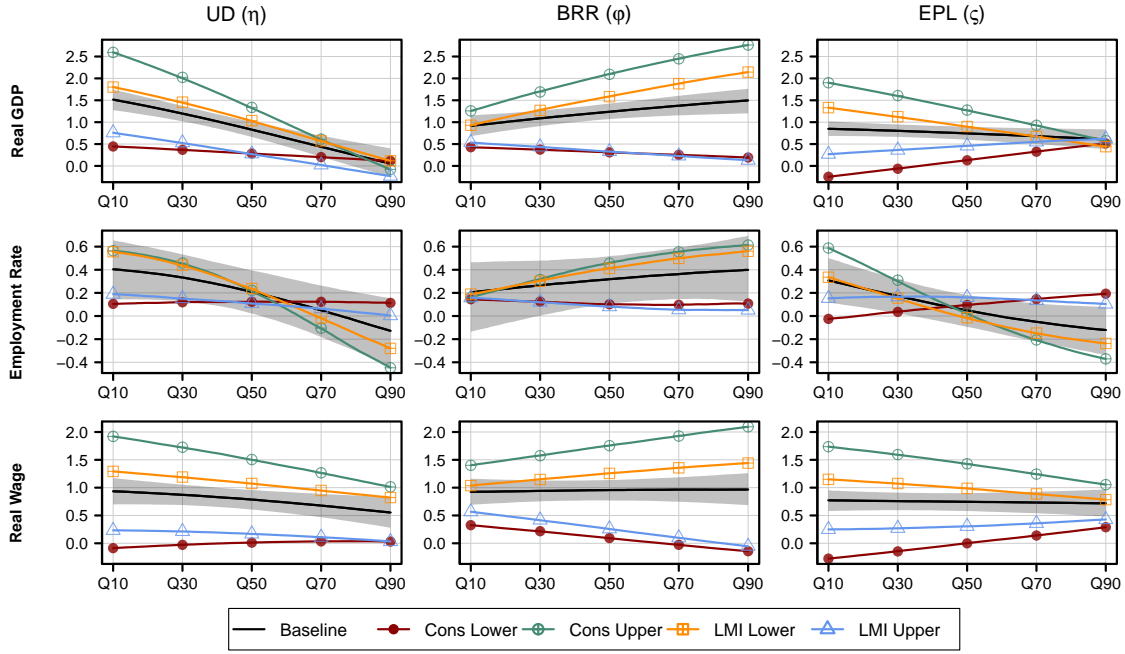 UD (η) BRR (φ) EPL (ς)
Real GDP
2.5 2.5 2.5
2.0 2.0 2.0
1.5 1.5 1.5
1.0 1.0 1.0
0.5 0.5 0.5
0.0 0.0 0.0
Q10 Q30 Q50 Q70 Q90 Q10 Q30 Q50 Q70 Q90 Q10 Q30 Q50 Q70 Q90
Employment Rate
0.6 0.6 0.6
0.4 0.4 0.4
0.2 0.2 0.2
0.0 0.0 0.0
−0.2 −0.2 −0.2
−0.4 −0.4 −0.4
Q10 Q30 Q50 Q70 Q90 Q10 Q30 Q50 Q70 Q90 Q10 Q30 Q50 Q70 Q90
Real Wage
2.0 2.0 2.0
1.5 1.5 1.5
1.0 1.0 1.0
0.5 0.5 0.5
0.0 0.0 0.0
Q10 Q30 Q50 Q70 Q90 Q10 Q30 Q50 Q70 Q90 Q10 Q30 Q50 Q70 Q90
Baseline Cons Lower Cons Upper LMI Lower LMI Upper